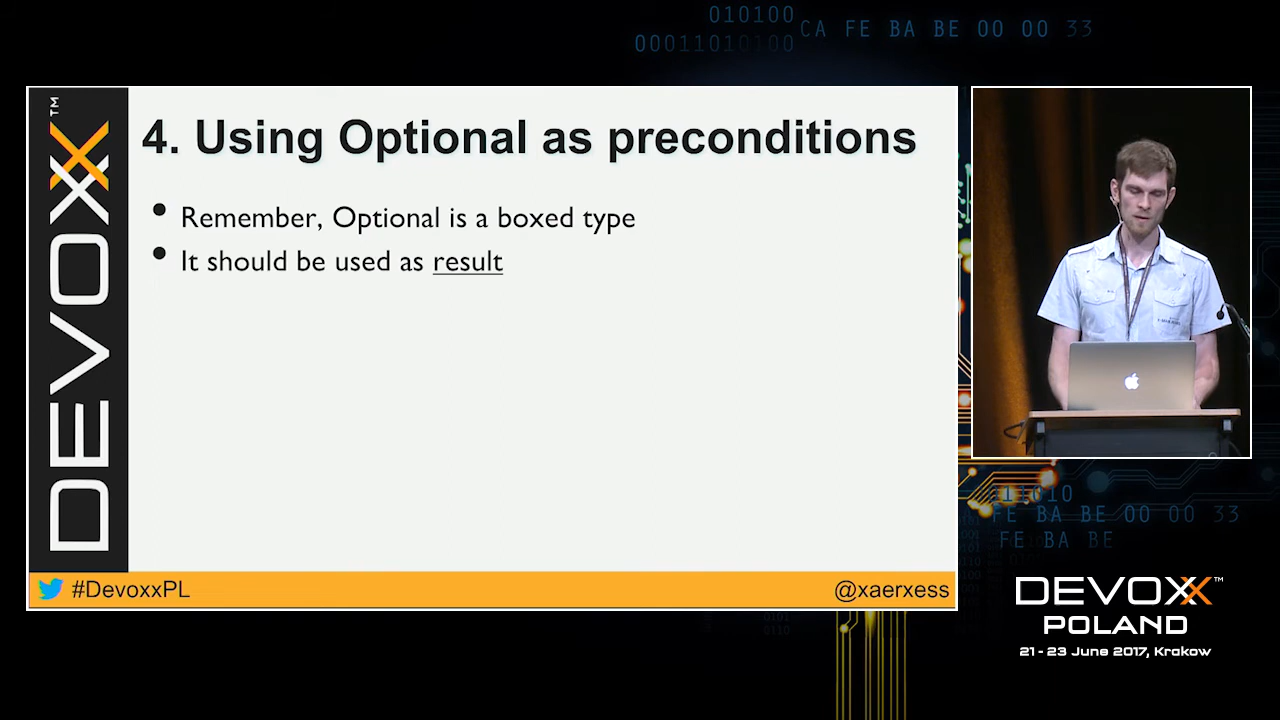 010100
00011010100
CA FE BA BE 00 00 33
DEVOXX™
4. Using Optional as preconditions
Remember, Optional is a boxed type
It should be used as result
#DevoxxPL
@xaerxess
FE BA BE 00 00 33
FE BA BE
DEVOXX™
POLAND
21 - 23 June 2017, Krakow